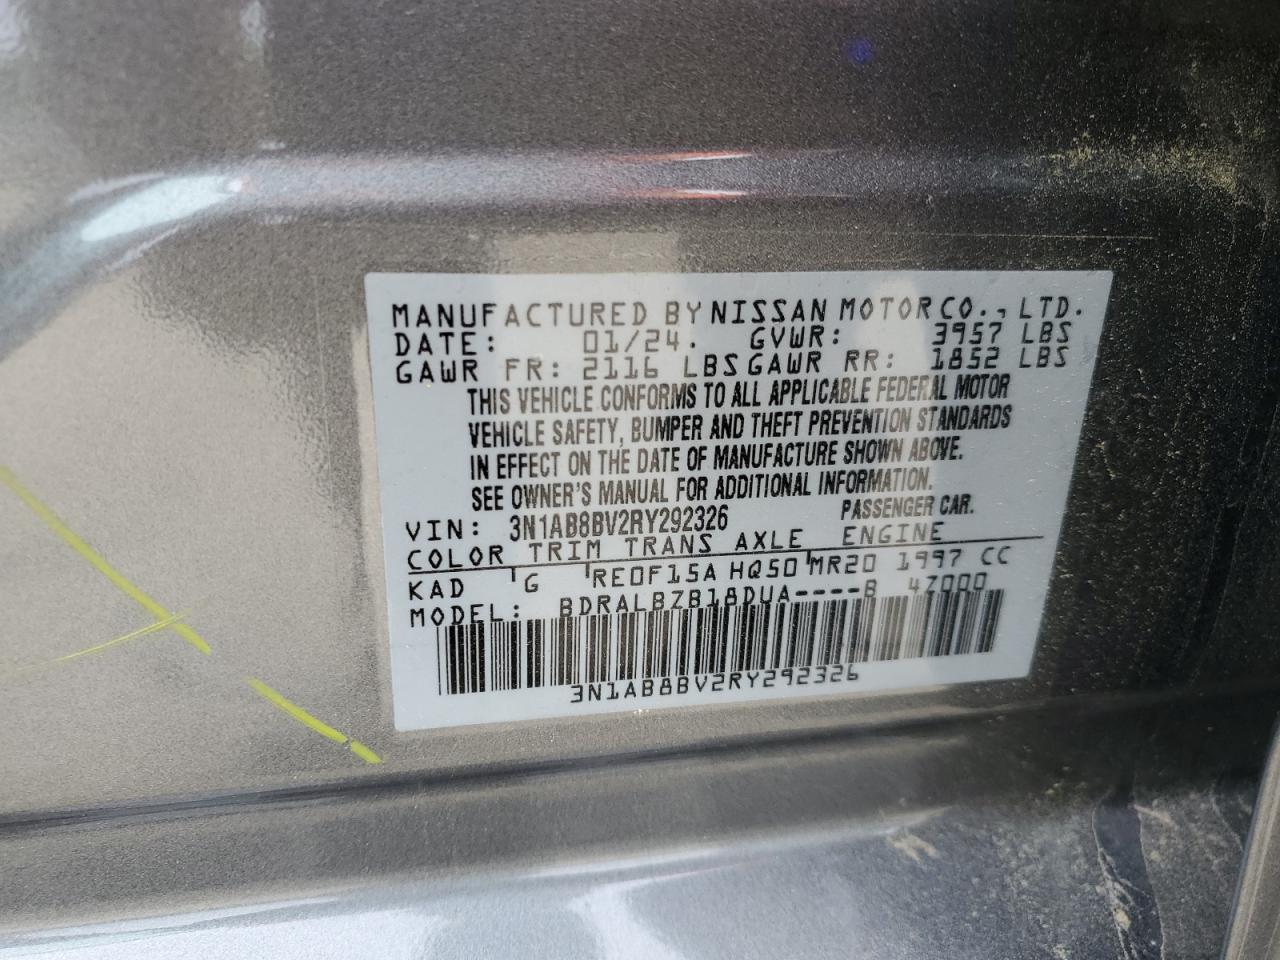 MANUFACTURED BY NISSAN MOTOR CO., LTD.
DATE: 01/24. GVWR: 3957 LBS
GAWR FR: 2116 LBS GAWR RR: 1852 LBS
THIS VEHICLE CONFORMS TO ALL APPLICABLE FEDERAL MOTOR
VEHICLE SAFETY, BUMPER AND THEFT PREVENTION STANDARDS
IN EFFECT ON THE DATE OF MANUFACTURE SHOWN ABOVE.
SEE OWNER'S MANUAL FOR ADDITIONAL INFORMATION.
VIN: 3N1AB8BV2RY292326 PASSENGER CAR.
COLOR TRIM TRANS AXLE ENGINE
KAD G RE0F15A HQ50 MR20 1997 CC
MODEL: BDRALBZB18DUA----B 4Z000
3N1AB8BV2RY292326